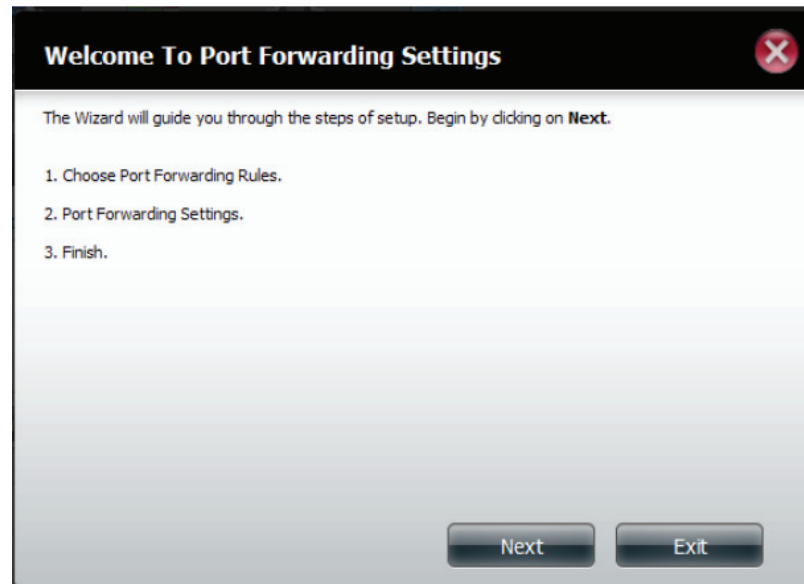 Welcome To Port Forwarding Settings
The Wizard will guide you through the steps of setup. Begin by clicking on Next.
1. Choose Port Forwarding Rules.
2. Port Forwarding Settings.
3. Finish.
Next
Exit